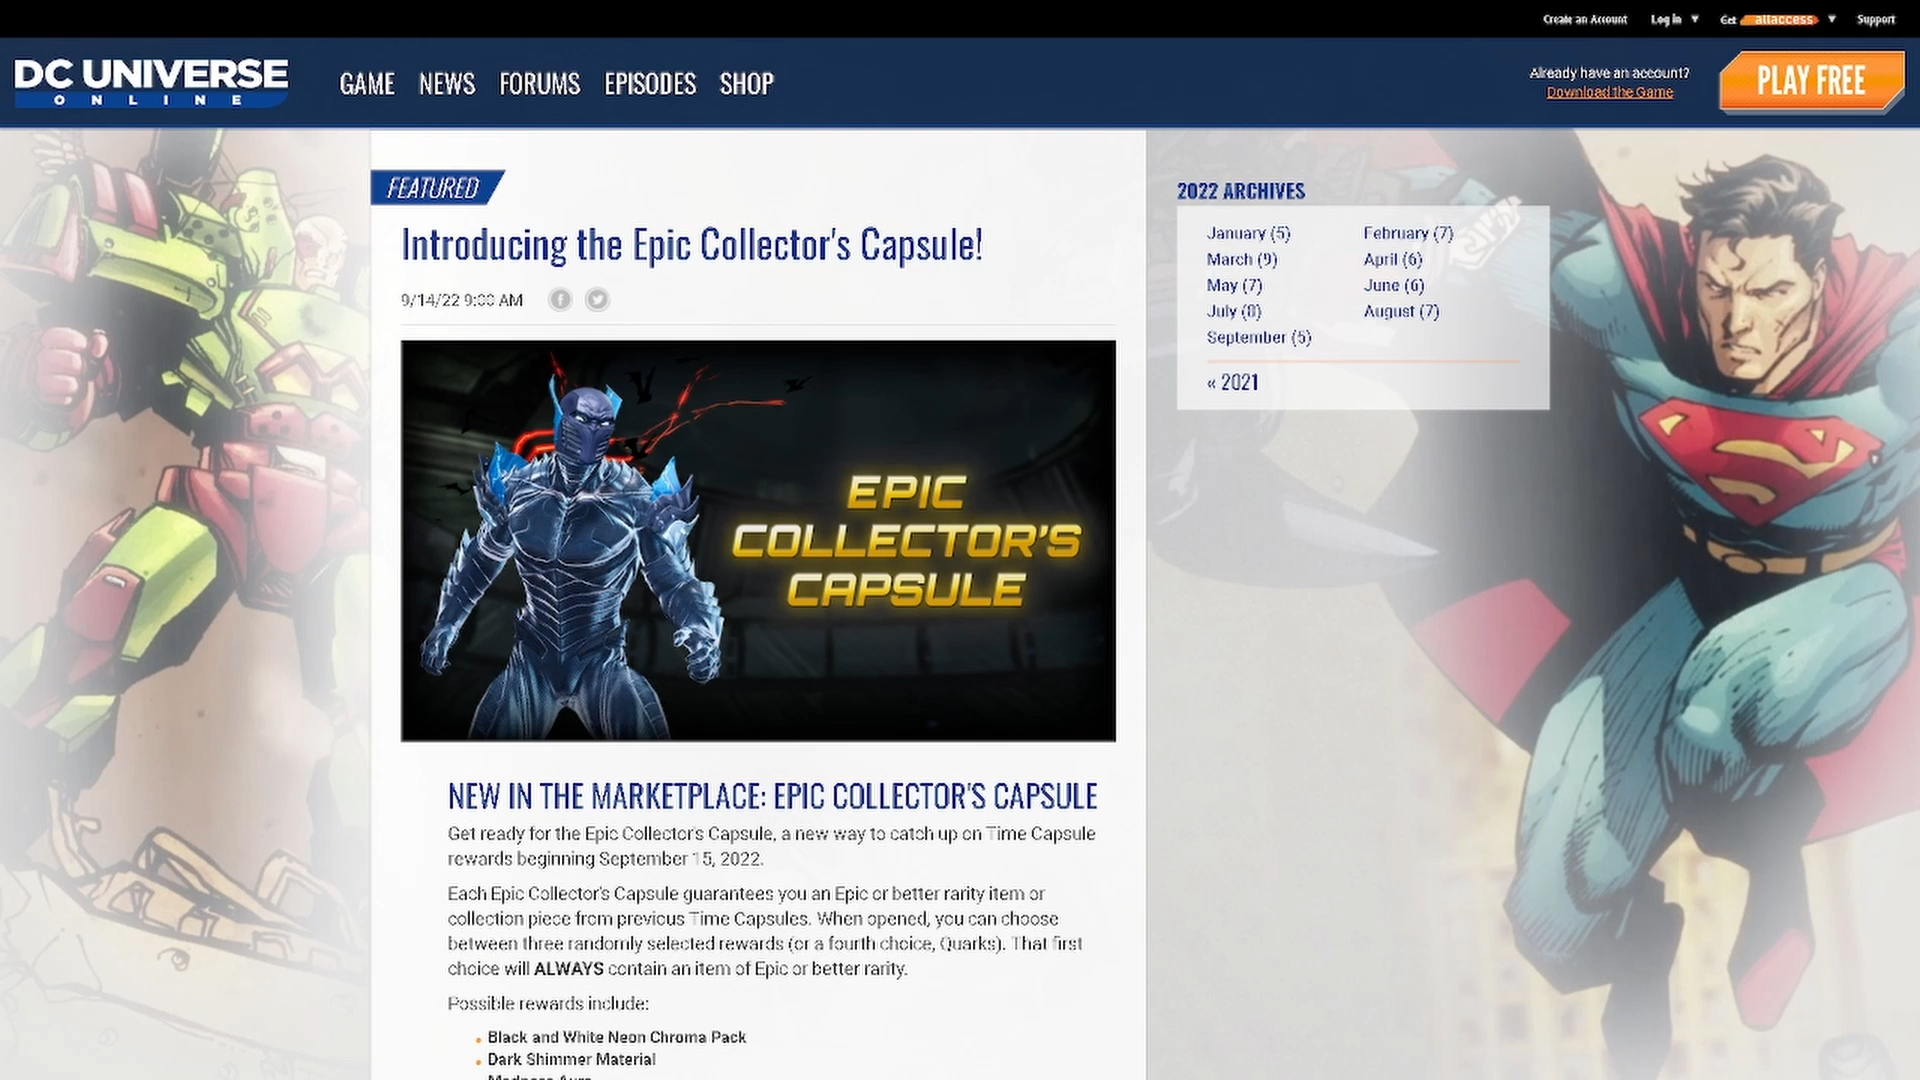 Create an Account Log in Get allaccess Support
DC UNIVERSE
ONLINE
GAME NEWS FORUMS EPISODES SHOP
Already have an account?
Download the Game
PLAY FREE
FEATURED
Introducing the Epic Collector's Capsule!
9/14/22 9:00 AM
EPIC
COLLECTOR'S
CAPSULE
NEW IN THE MARKETPLACE: EPIC COLLECTOR'S CAPSULE
Get ready for the Epic Collector's Capsule, a new way to catch up on Time Capsule
rewards beginning September 15, 2022.
Each Epic Collector's Capsule guarantees you an Epic or better rarity item or
collection piece from previous Time Capsules. When opened, you can choose
between three randomly selected rewards (or a fourth choice, Quarks). That first
choice will ALWAYS contain an item of Epic or better rarity.
Possible rewards include:
Black and White Neon Chroma Pack
Dark Shimmer Material
2022 ARCHIVES
January (5) February (7)
March (9) April (6)
May (7) June (6)
July (8) August (7)
September (5)
« 2021